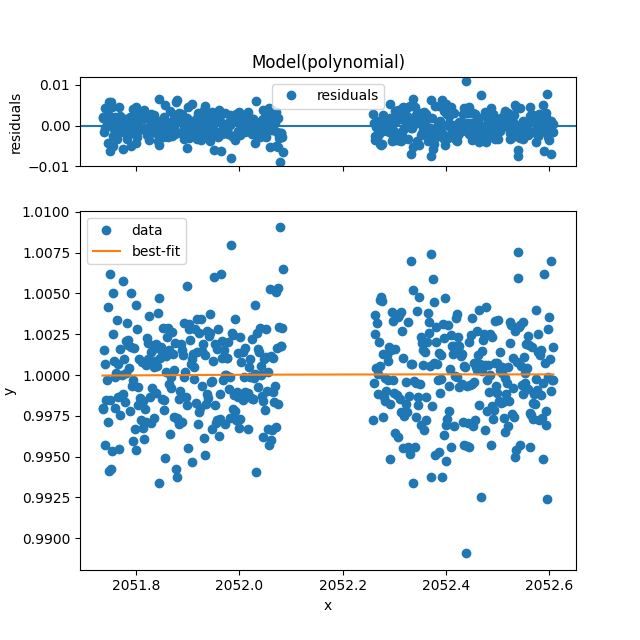 Model(polynomial)
0.01
0.00
−0.01
residuals
residuals
1.0100
1.0075
1.0050
1.0025
1.0000
0.9975
0.9950
0.9925
0.9900
y
data
best-fit
2051.8 2052.0 2052.2 2052.4 2052.6
x